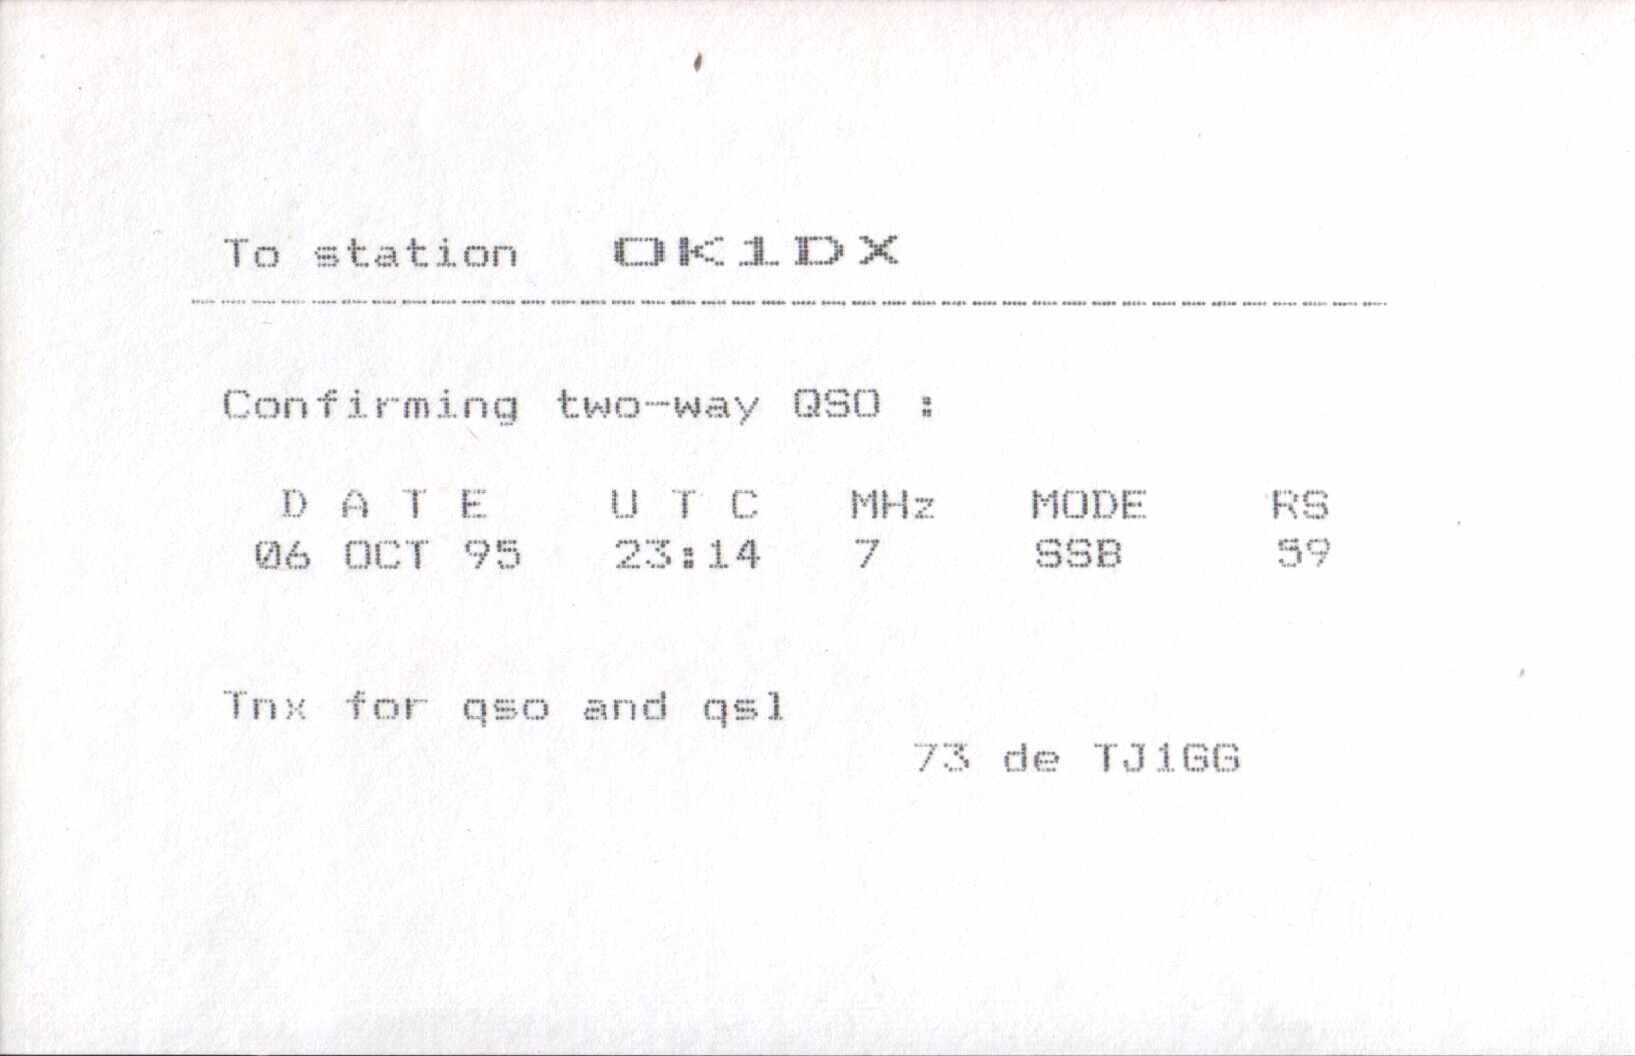 To station OK1DX
----------------------------------------
Confirming two-way QSO :
D A T E U T C MHz MODE RS
06 OCT 95 23:14 7 SSB 59
Tnx for qso and qsl
73 de TJ1GG